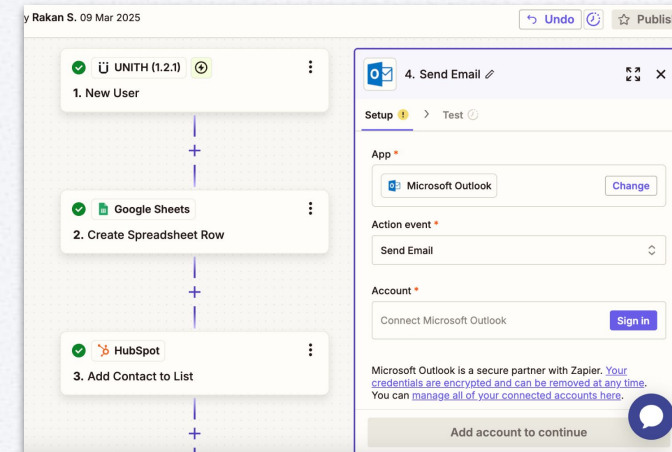 y Rakan S. 09 Mar 2025
Undo
UNITH (1.2.1)
1. New User
Google Sheets
2. Create Spreadsheet Row
HubSpot
3. Add Contact to List
4. Send Email
Setup
Test
App *
Microsoft Outlook
Change
Action event *
Send Email
Account *
Connect Microsoft Outlook
Sign in
Microsoft Outlook is a secure partner with Zapier. Your
credentials are encrypted and can be removed at any time.
You can manage all of your connected accounts here.
Add account to continue